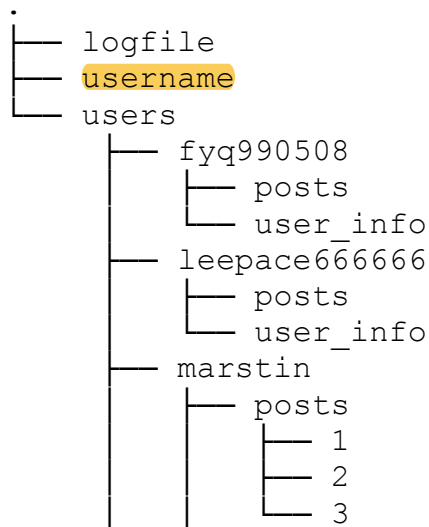 .
├── logfile
├── username
└── users
    ├── fyq990508
    │   ├── posts
    │   └── user_info
    ├── leepace666666
    │   ├── posts
    │   └── user_info
    ├── marstin
    │   ├── posts
    │   │   ├── 1
    │   │   ├── 2
    │   │   └── 3